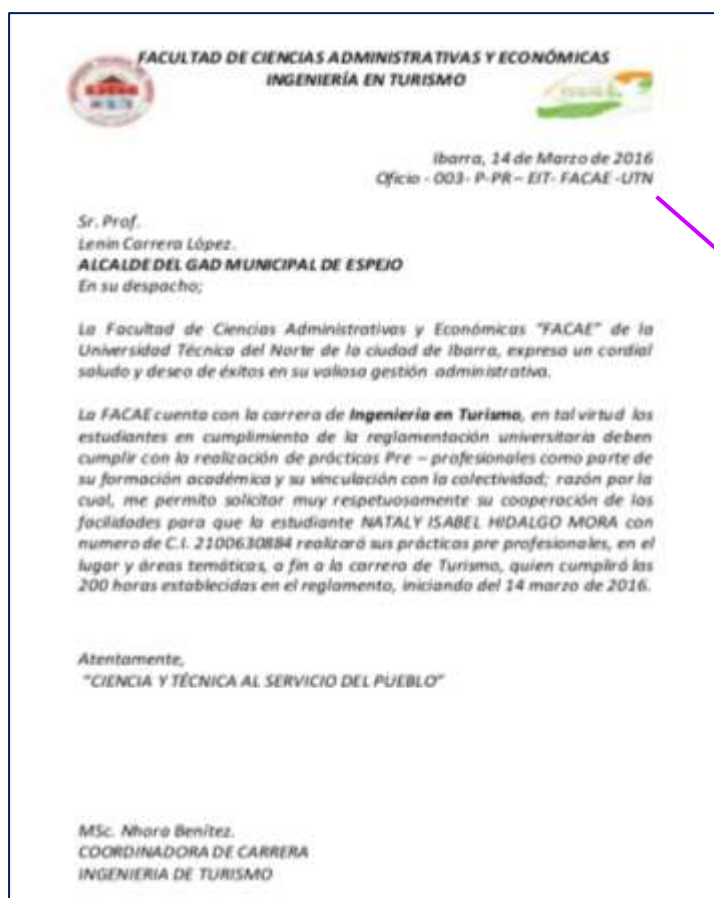 FACULTAD DE CIENCIAS ADMINISTRATIVAS Y ECONÓMICAS
INGENIERÍA EN TURISMO
Ibarra, 14 de Marzo de 2016
Oficio - 003- P-PR – EIT- FACAE -UTN
Sr. Prof.
Lenin Carrera López.
ALCALDE DEL GAD MUNICIPAL DE ESPEJO
En su despacho;
La Facultad de Ciencias Administrativas y Económicas "FACAE" de la
Universidad Técnica del Norte de la ciudad de Ibarra, expresa un cordial
saludo y deseo de éxitos en su valiosa gestión administrativa.
La FACAE cuenta con la carrera de Ingeniería en Turismo, en tal virtud los
estudiantes en cumplimiento de la reglamentación universitaria deben
cumplir con la realización de prácticas Pre – profesionales como parte de
su formación académica y su vinculación con la colectividad; razón por la
cual, me permito solicitar muy respetuosamente su cooperación de las
facilidades para que la estudiante NATALY ISABEL HIDALGO MORA con
numero de C.I. 2100630884 realizará sus prácticas pre profesionales, en el
lugar y áreas temáticas, a fin a la carrera de Turismo, quien cumplirá las
200 horas establecidas en el reglamento, iniciando del 14 marzo de 2016.
Atentamente,
"CIENCIA Y TÉCNICA AL SERVICIO DEL PUEBLO"
MSc. Nhora Benítez.
COORDINADORA DE CARRERA
INGENIERIA DE TURISMO